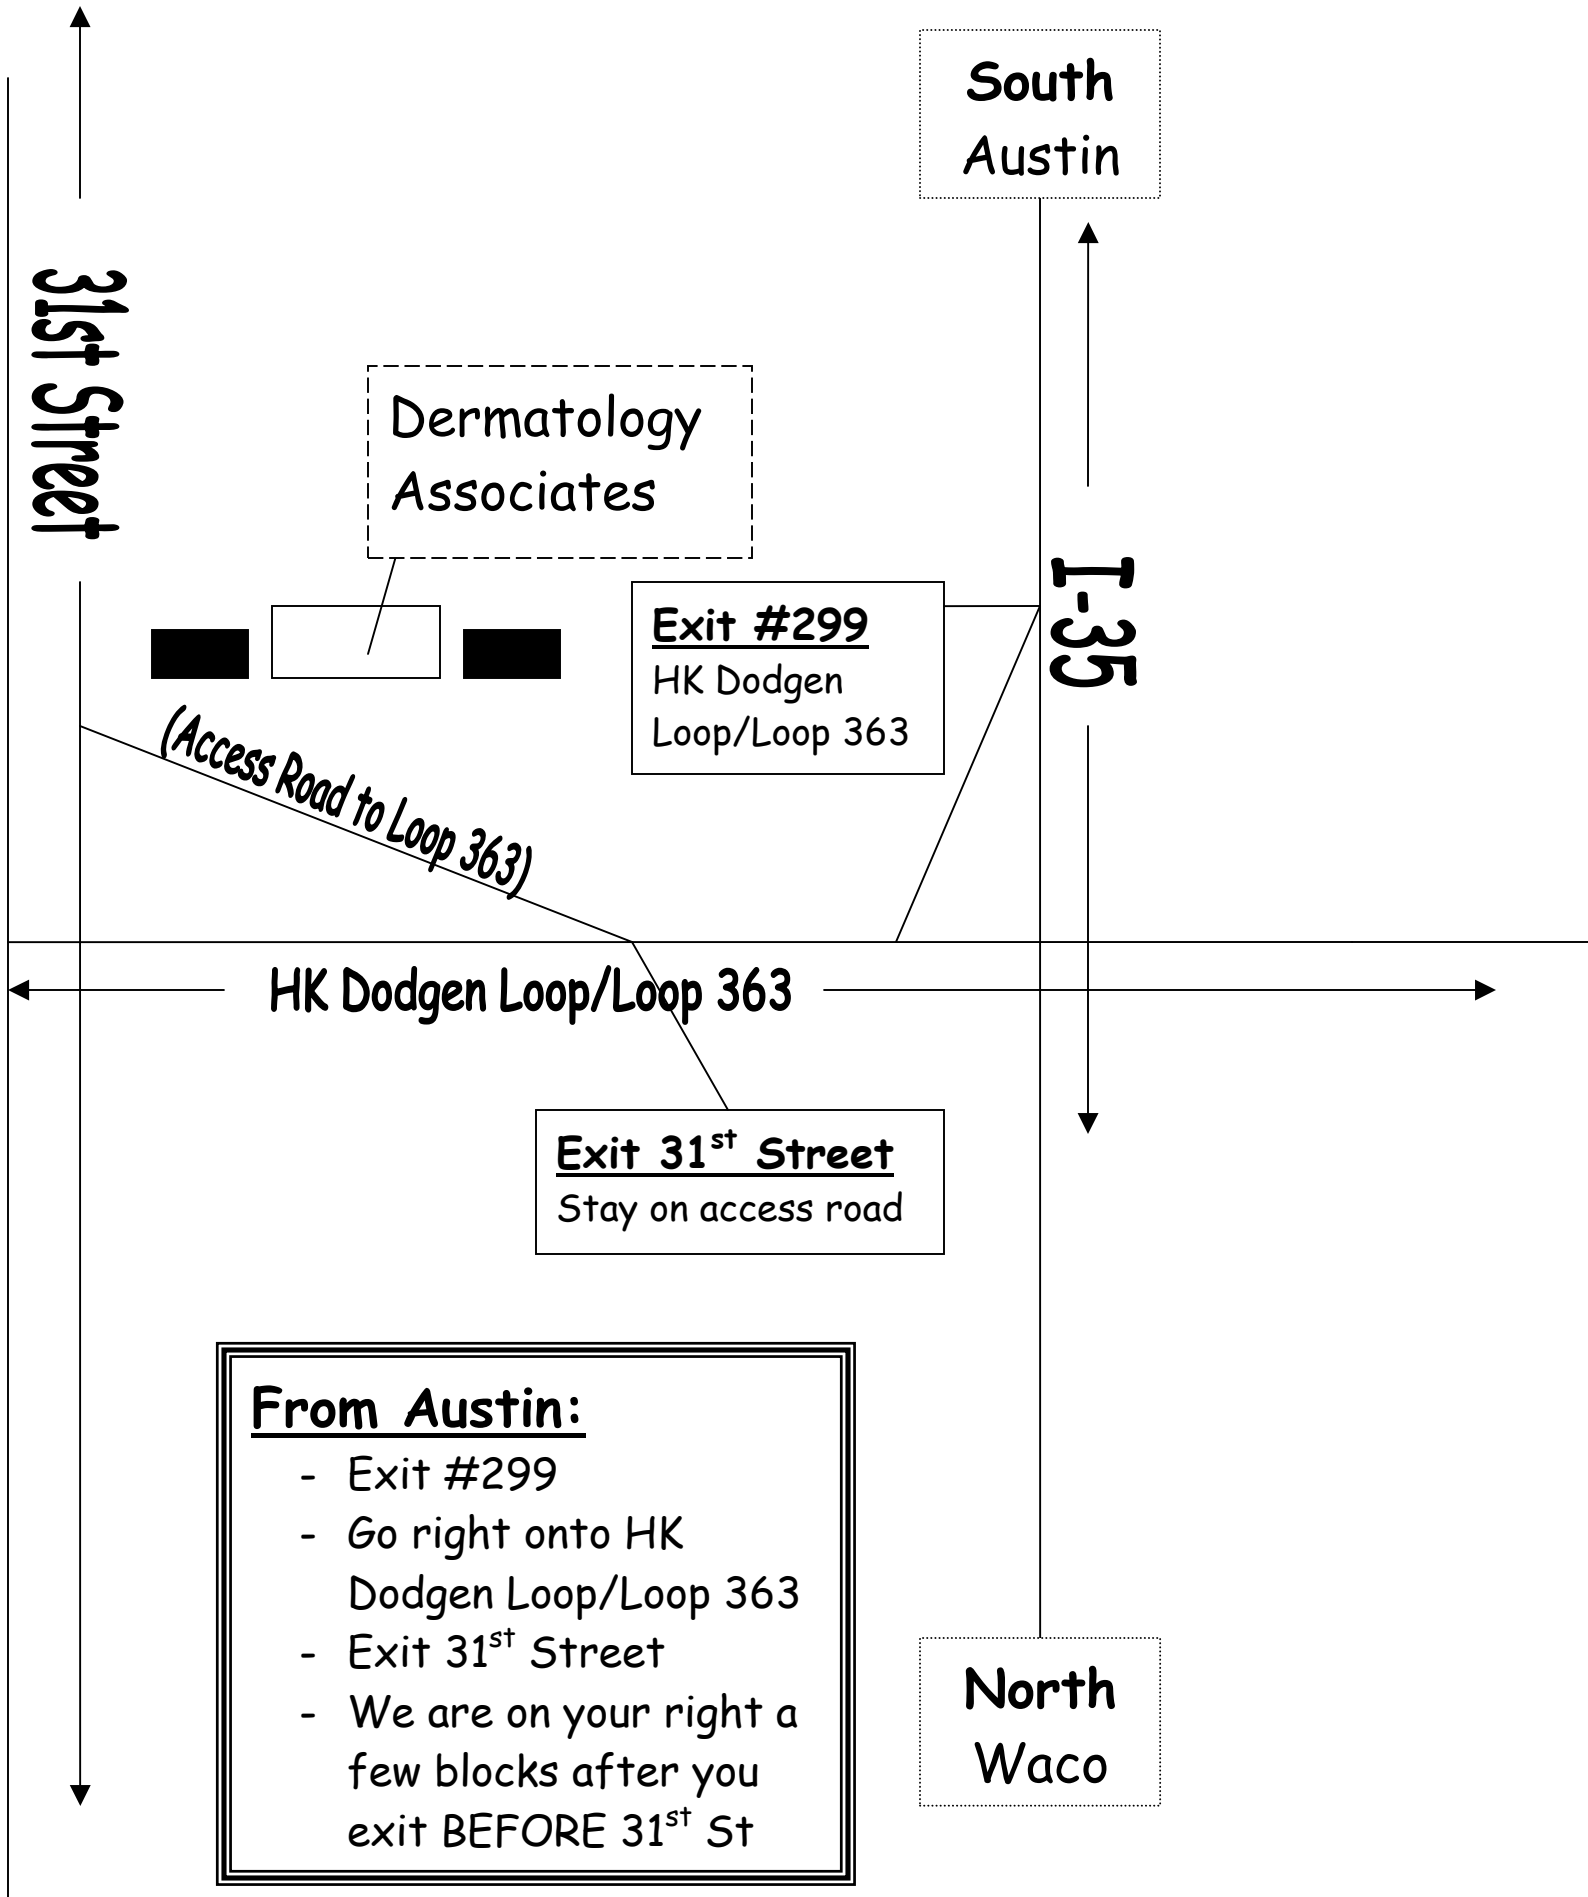 South
Austin
31st Street
Dermatology
Associates
I-35
Exit #299
HK Dodgen
Loop/Loop 363
(Access Road to Loop 363)
HK Dodgen Loop/Loop 363
Exit 31st Street
Stay on access road
From Austin:
- Exit #299
- Go right onto HK
Dodgen Loop/Loop 363
- Exit 31st Street
- We are on your right a
few blocks after you
exit BEFORE 31st St
North
Waco